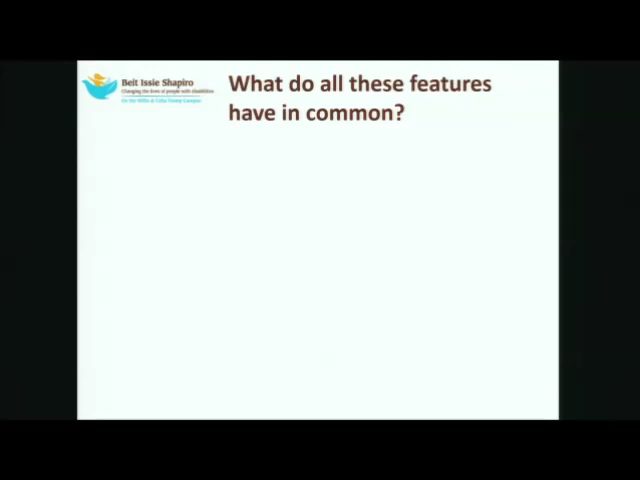 Beit Issie Shapiro
Changing the lives of people with disabilities
What do all these features
have in common?